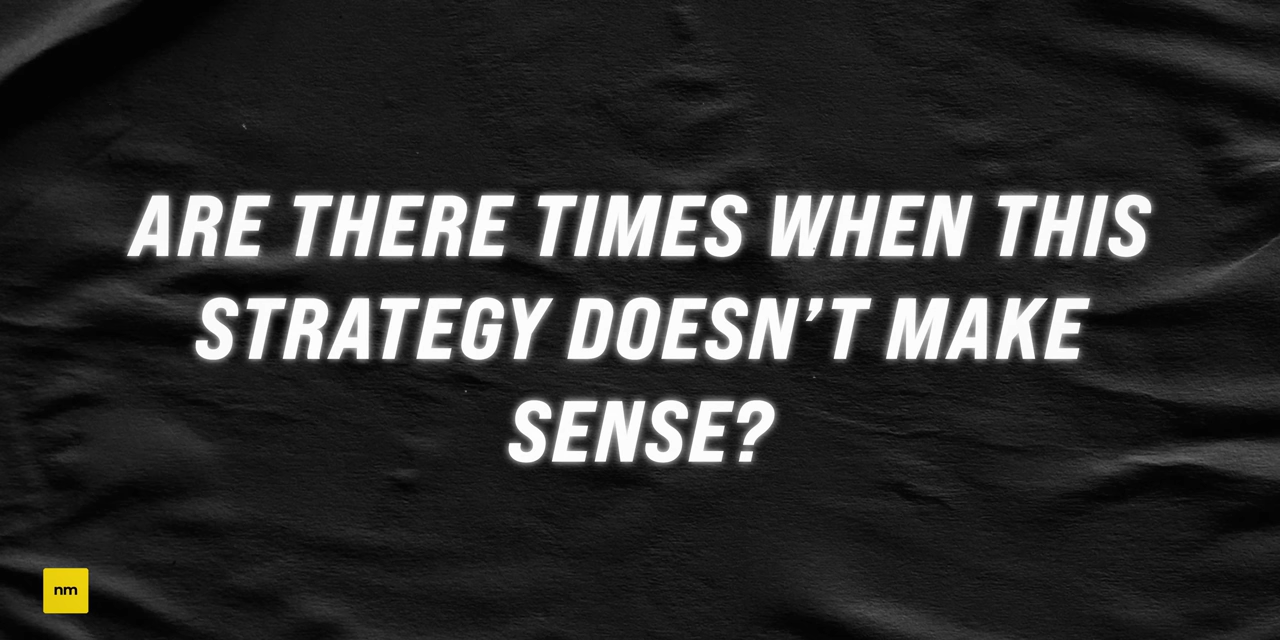 ARE THERE TIMES WHEN THIS
STRATEGY DOESN’T MAKE
SENSE?
nm